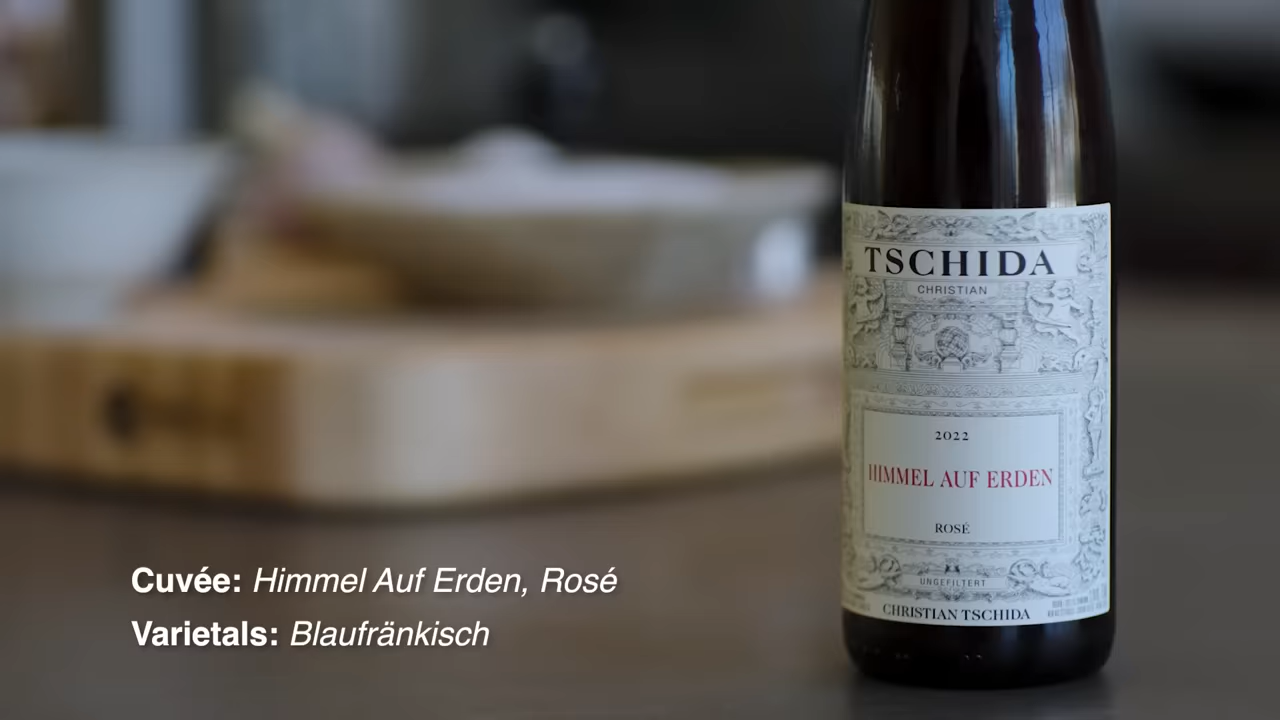 TSCHIDA
CHRISTIAN
2022
HIMMEL AUF ERDEN
ROSÉ
UNGEFILTERT
CHRISTIAN TSCHIDA
Cuvée: Himmel Auf Erden, Rosé
Varietals: Blaufränkisch